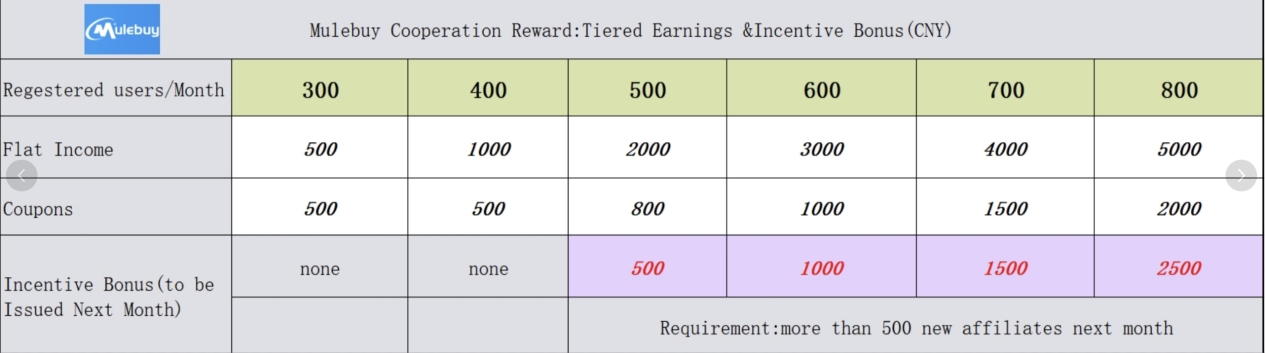 Mulebuy
Mulebuy Cooperation Reward:Tiered Earnings &Incentive Bonus(CNY)
Regestered users/Month 300 400 500 600 700 800
Flat Income 500 1000 2000 3000 4000 5000
Coupons 500 500 800 1000 1500 2000
Incentive Bonus(to be
Issued Next Month)
none none 500 1000 1500 2500
Requirement:more than 500 new affiliates next month